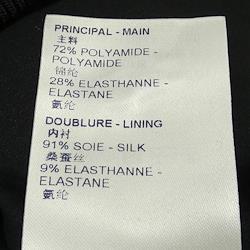 PRINCIPAL - MAIN
主料
72% POLYAMIDE -
POLYAMIDE
锦纶
28% ELASTHANNE -
ELASTANE
氨纶
DOUBLURE - LINING
内衬
91% SOIE - SILK
桑蚕丝
9% ELASTHANNE -
ELASTANE
氨纶